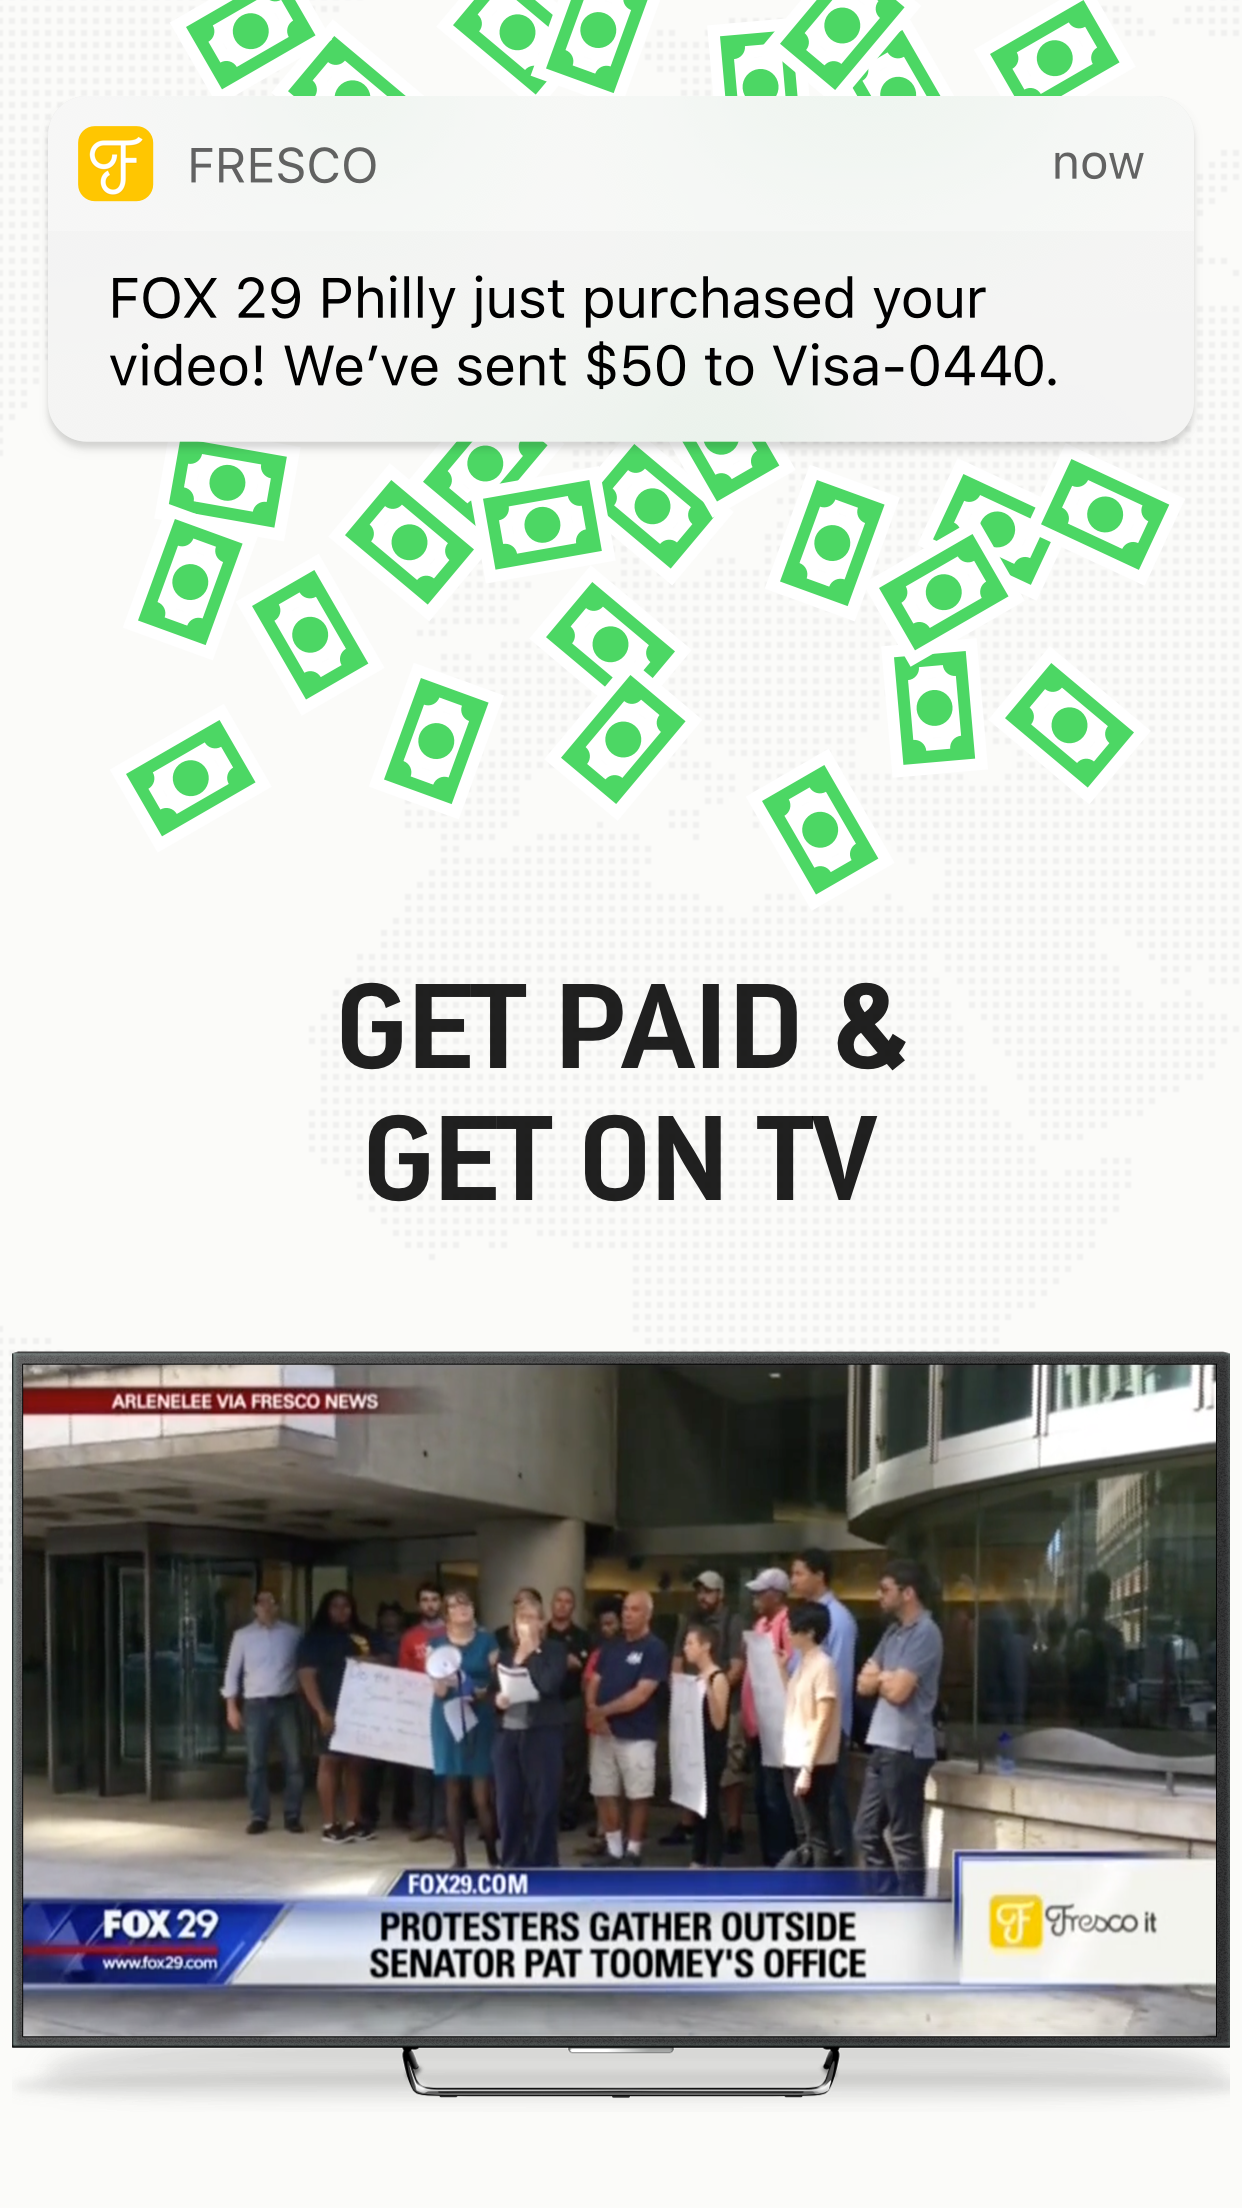 FRESCO
now
FOX 29 Philly just purchased your
video! We’ve sent $50 to Visa-0440.
GET PAID &
GET ON TV
ARLENELEE VIA FRESCO NEWS
FOX29.COM
FOX 29
www.fox29.com
PROTESTERS GATHER OUTSIDE
SENATOR PAT TOOMEY'S OFFICE
Fresco it